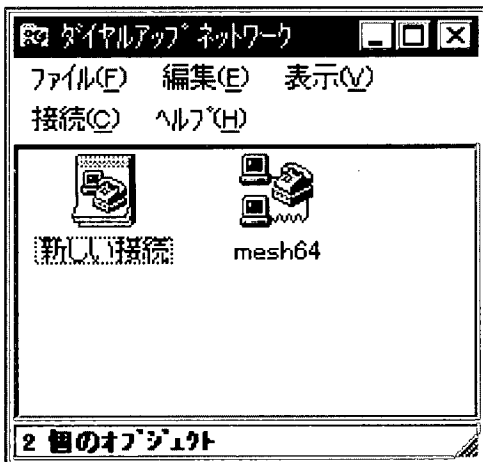 ダイヤルアップ ネットワーク
ファイル(F) 編集(E) 表示(V)
接続(C) ヘルプ(H)
新しい接続 mesh64
2 個のオブジェクト